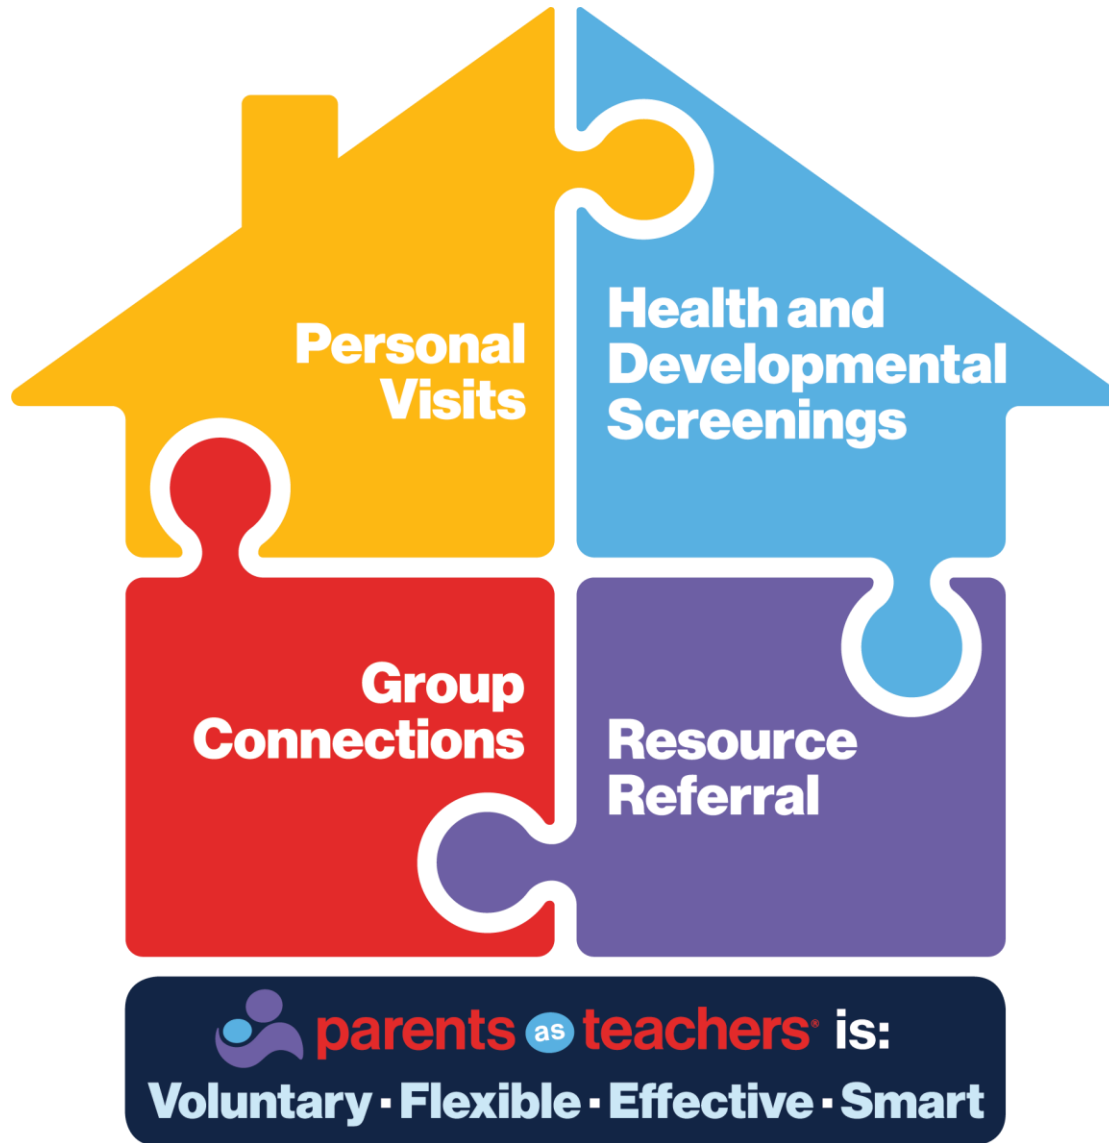 Personal
Visits
Health and
Developmental
Screenings
Group
Connections
Resource
Referral
parents as teachers® is:
Voluntary · Flexible · Effective · Smart